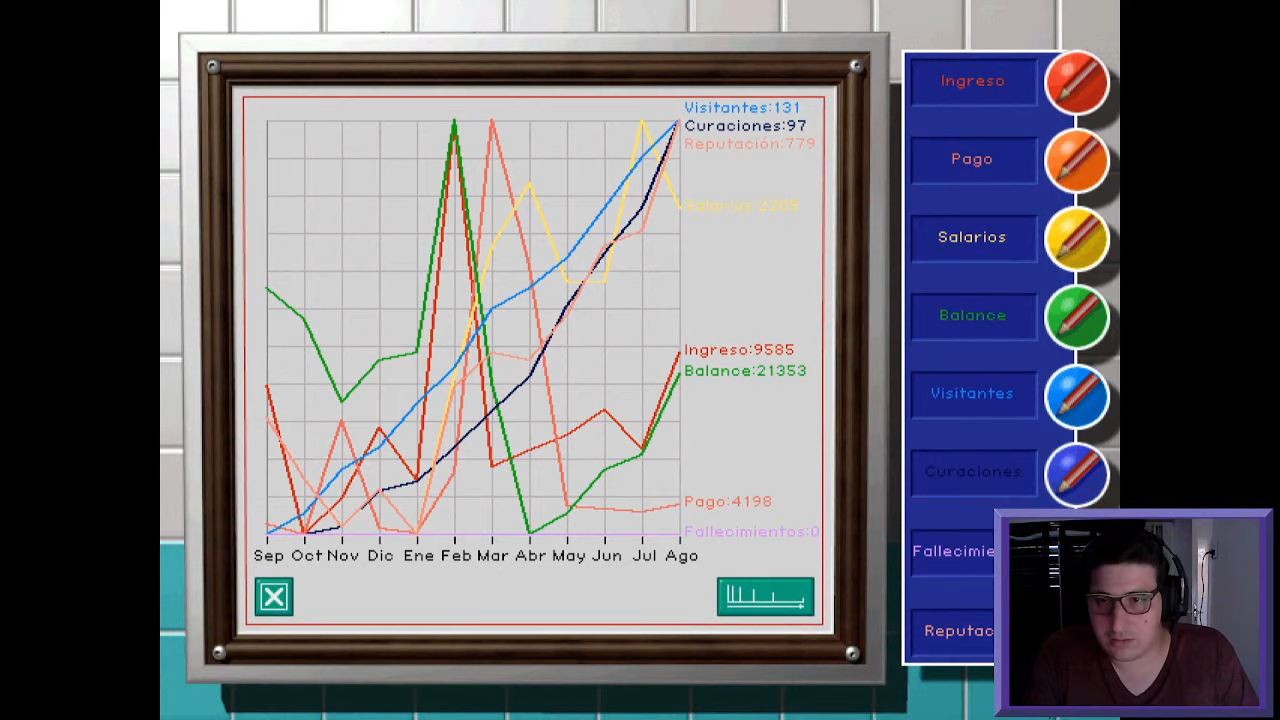 Visitantes:131
Curaciones:97
Reputación:779
Salarios:2209
Ingreso:9585
Balance:21353
Pago:4198
Fallecimientos:0
Sep Oct Nov Dic Ene Feb Mar Abr May Jun Jul Ago
Ingreso
Pago
Salarios
Balance
Visitantes
Curaciones
Fallecimie
Reputac